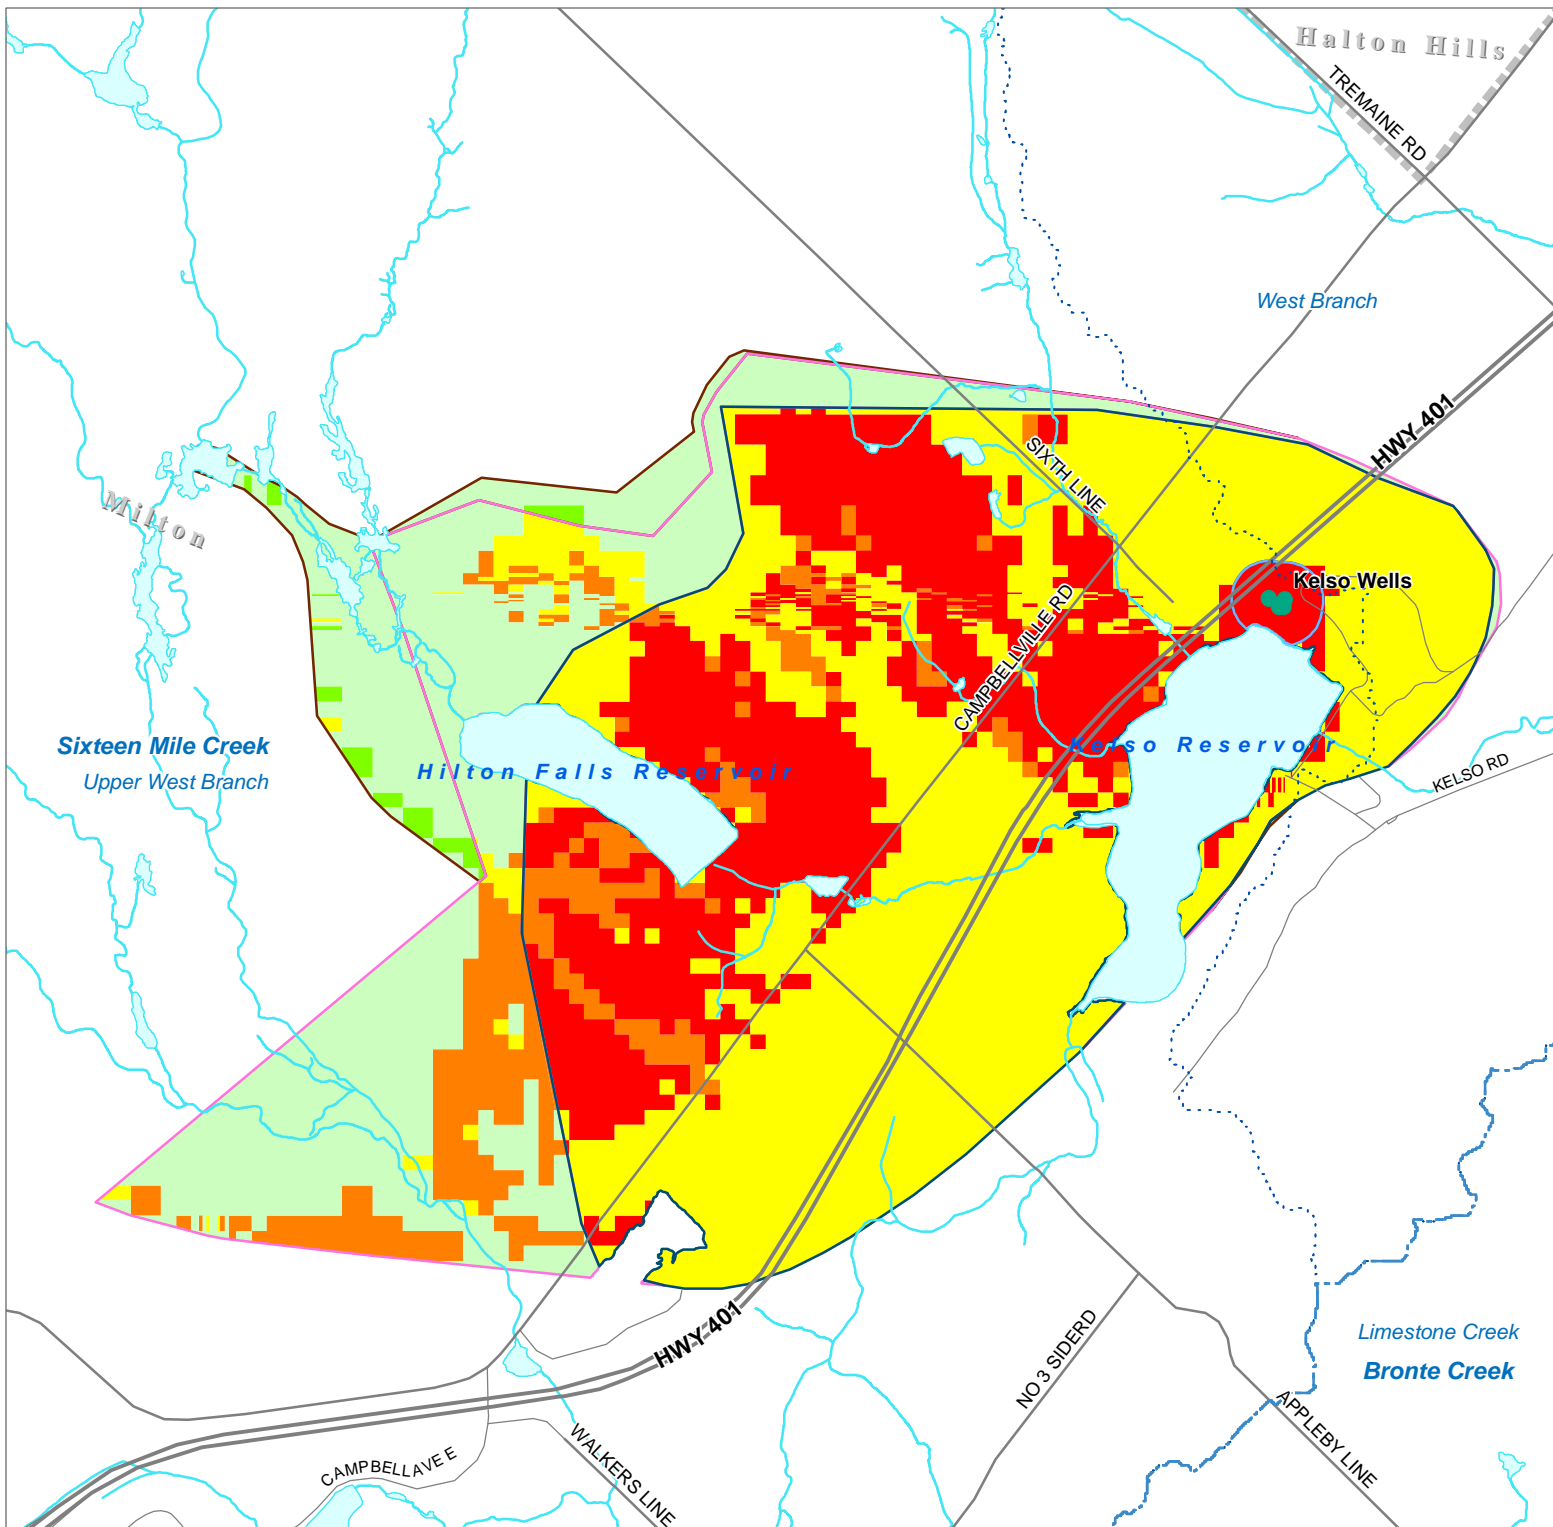 Halton Hills
TREMAINE RD
West Branch
HWY 401
SIXTH LINE
Kelso Wells
Milton
CAMPBELLVILLE RD
Sixteen Mile Creek
Upper West Branch
Hilton Falls Reservoir
Kelso Reservoir
KELSO RD
HWY 401
NO 3 SIDERD
Limestone Creek
Bronte Creek
APPLEBY LINE
CAMPBELLAVE E
WALKERS LINE